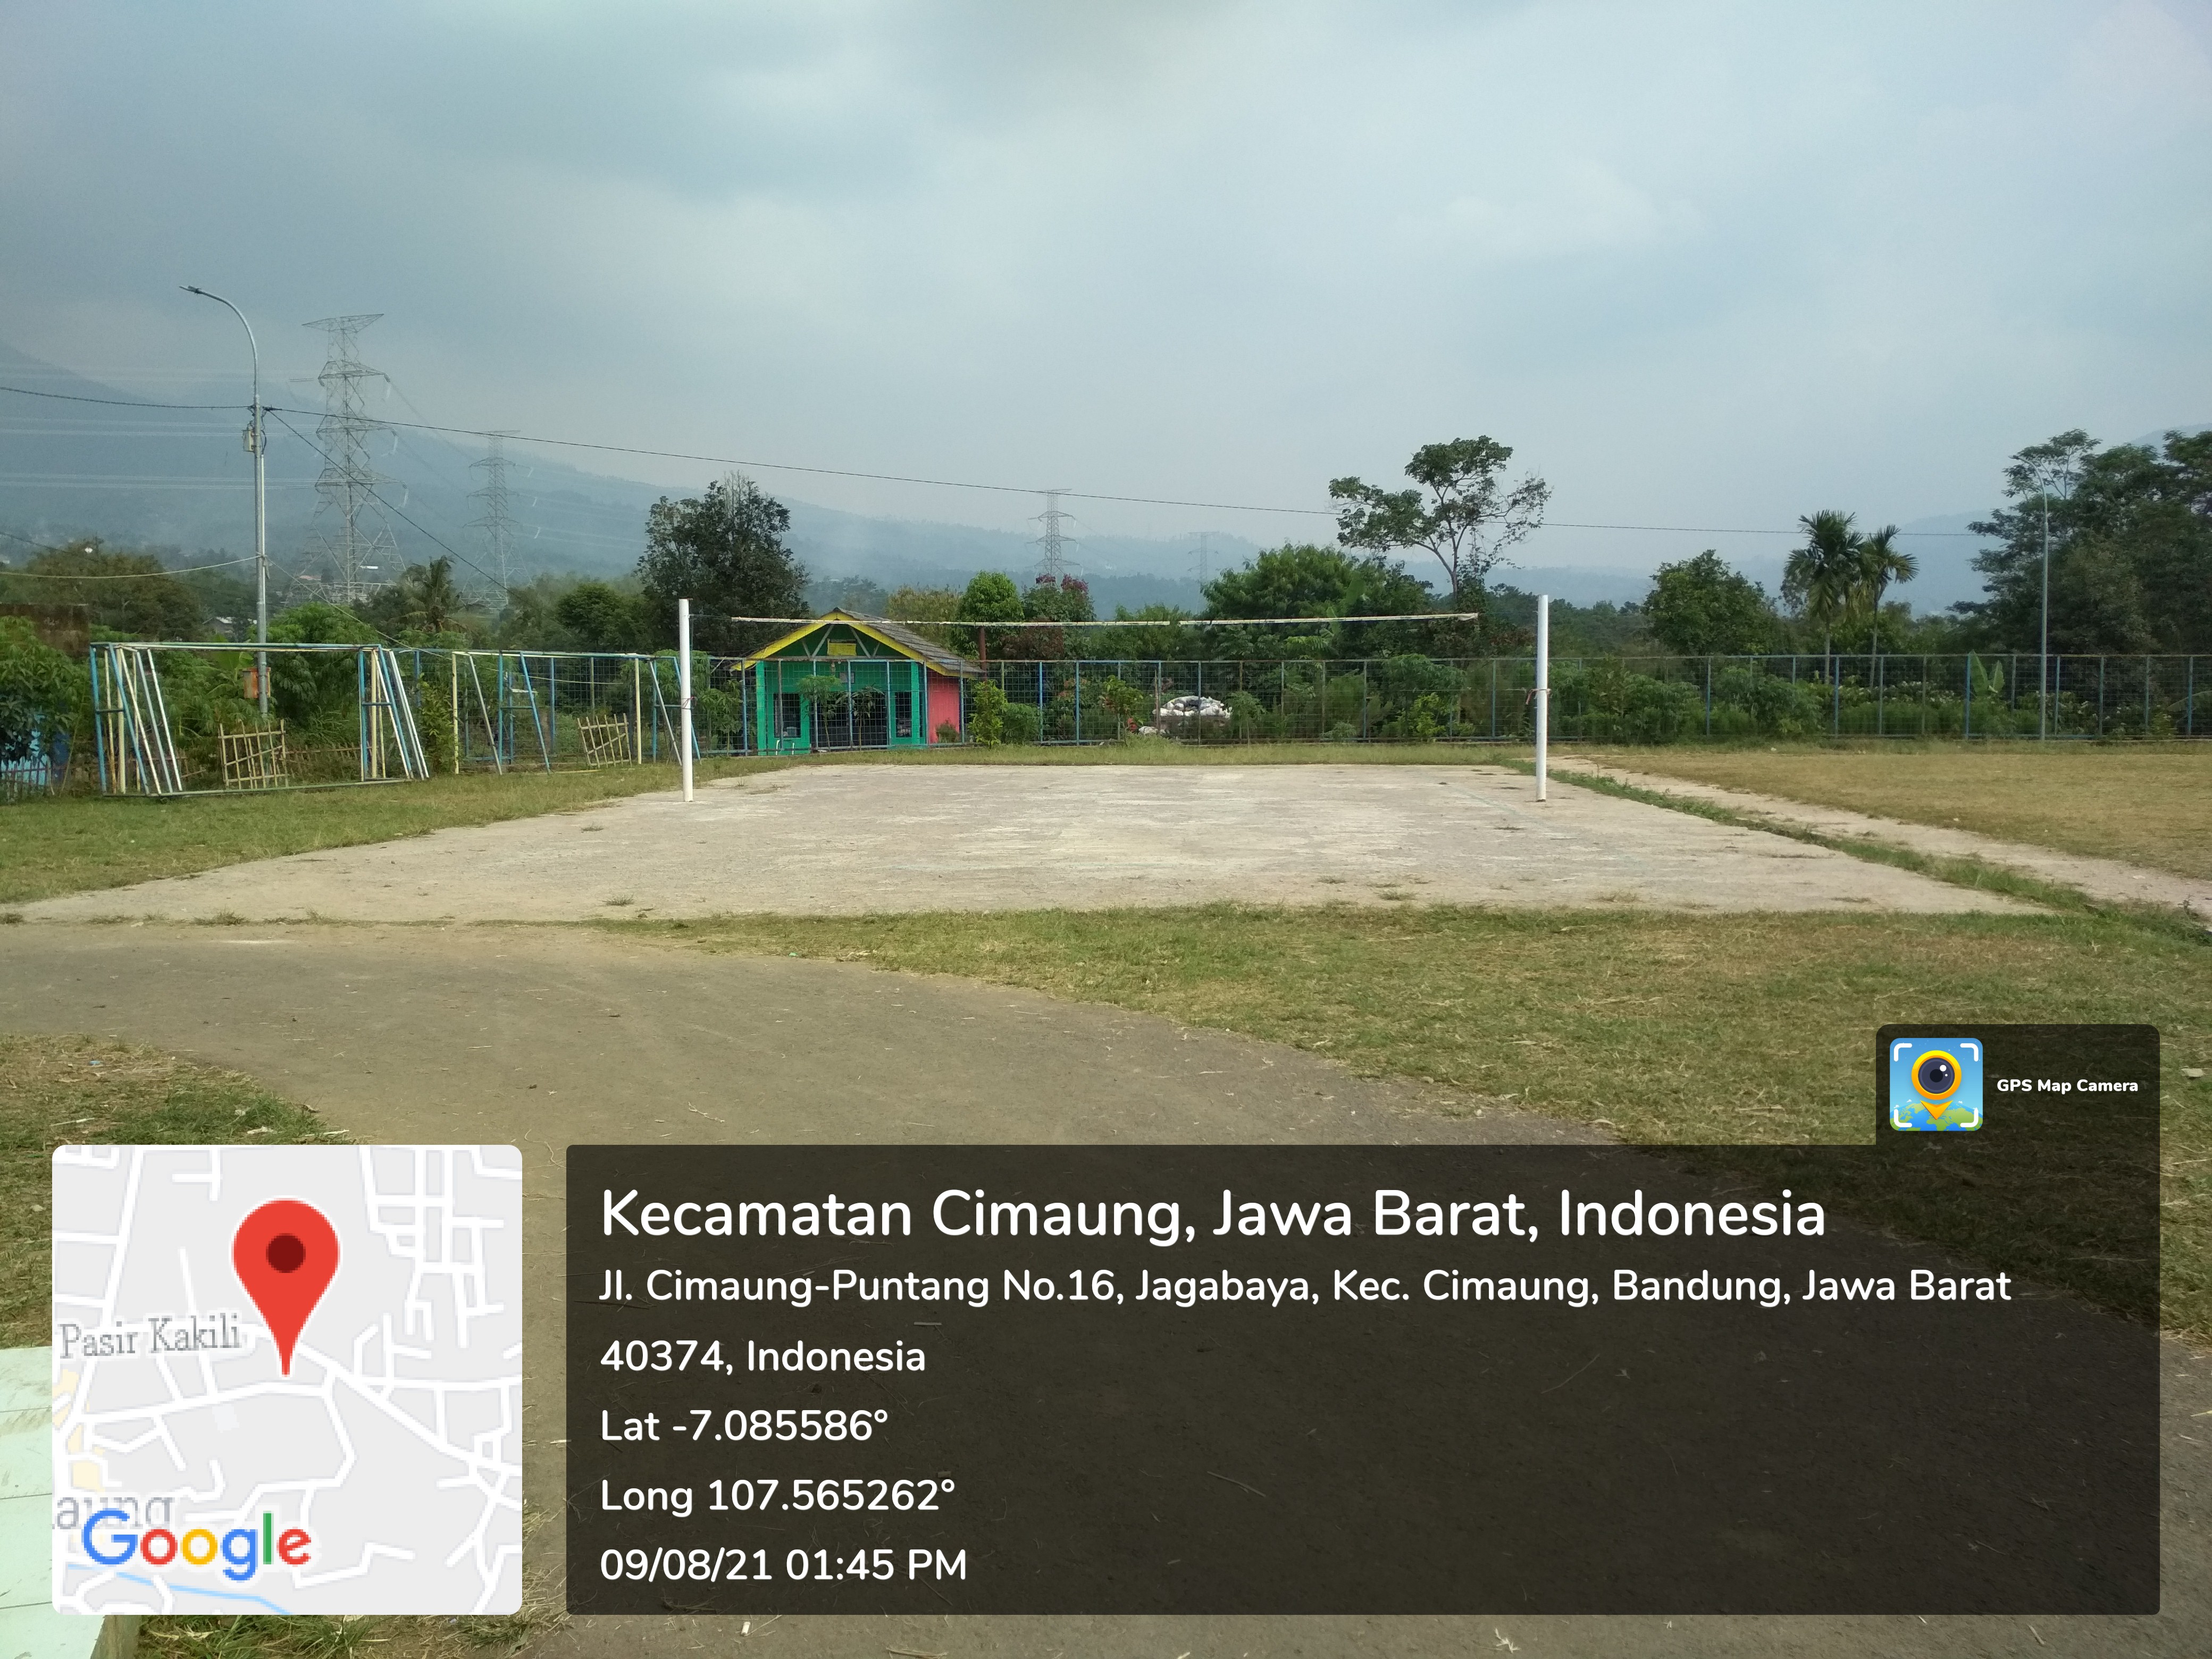 GPS Map Camera
Kecamatan Cimaung, Jawa Barat, Indonesia
Jl. Cimaung-Puntang No.16, Jagabaya, Kec. Cimaung, Bandung, Jawa Barat
40374, Indonesia
Lat -7.085586°
Long 107.565262°
09/08/21 01:45 PM
Pasir Kakili
aung
Google